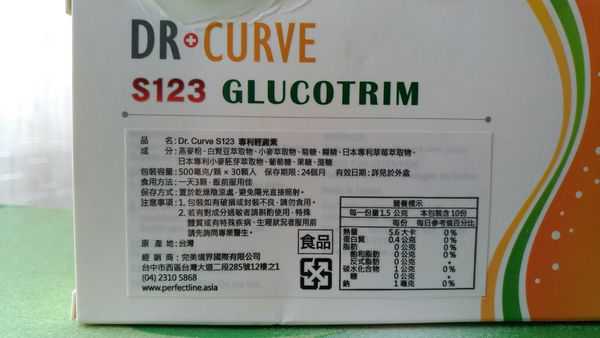 DR CURVE
S123 GLUCOTRIM
品 名:Dr. Curve S123 專利輕澱素
成 分:燕麥粉、白腎豆萃取物、小麥萃取物、菊糖、糊精、日本專利草莓萃取物、
日本專利小麥胚芽萃取物、葡萄糖、果糖、蔗糖
包裝容量:500毫克/顆 × 30顆入 保存期限:24個月 有效日期:詳見於外處
食用方法:一天3顆,飯前服用佳
保存方式:置於乾燥陰涼處,避免陽光直接照射。
注意事項:1. 包裝如有破損或封裝不良,請勿食用。
2. 若有對成分過敏者請斟酌使用,特殊
體質或有特殊疾病、生理狀況者服用前
請先詢問專業醫生。
原 產 地:台灣
經 銷 商:完美境界國際有限公司
台中市西區台灣大道二段285號12樓之1
(04) 2310 5868
www.perfectline.asia
食品
營養標示
每一份量1.5 公克 本包裝含10份
每份 每日參考值百分比
熱量 5.6 大卡 0%
蛋白質 0.4 公克 0%
脂肪 0 公克 0%
飽和脂肪 0 公克 0%
反式脂肪 0 公克 *
碳水化合物 1 公克 0%
糖 0 公克 *
鈉 1 毫克 0%